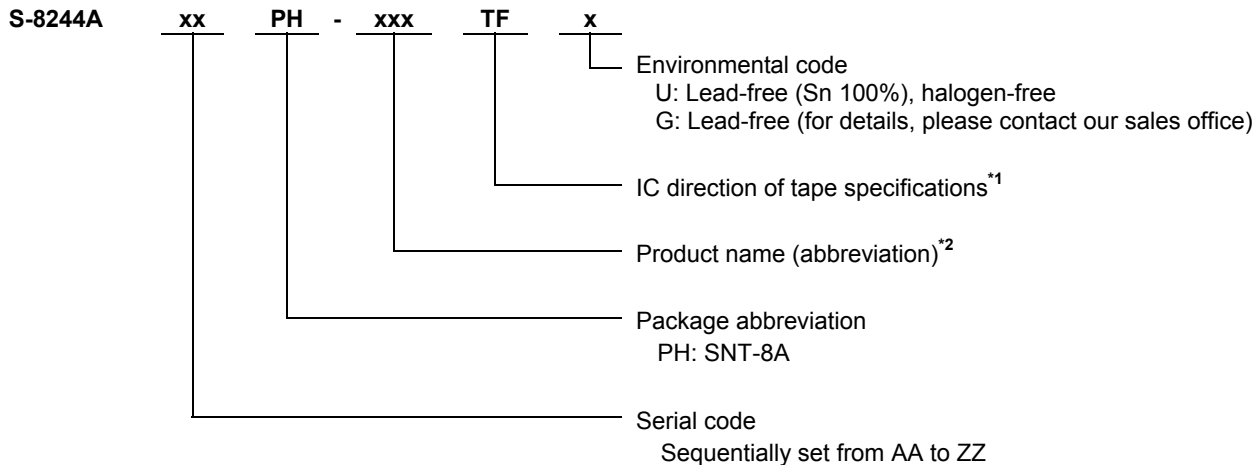 S-8244A xx PH - xxx TF x
Environmental code
U: Lead-free (Sn 100%), halogen-free
G: Lead-free (for details, please contact our sales office)
IC direction of tape specifications*1
Product name (abbreviation)*2
Package abbreviation
PH: SNT-8A
Serial code
Sequentially set from AA to ZZ